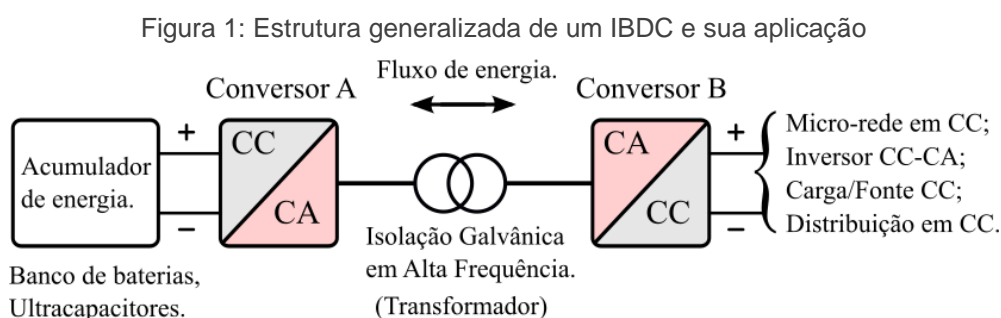 Figura 1: Estrutura generalizada de um IBDC e sua aplicação
Fluxo de energia.
Conversor A
Conversor B
Acumulador
de energia.
+
−
CC
CA
Isolação Galvânica
em Alta Frequência.
(Transformador)
CA
CC
+
−
Micro-rede em CC;
Inversor CC-CA;
Carga/Fonte CC;
Distribuição em CC.
Banco de baterias,
Ultracapacitores.